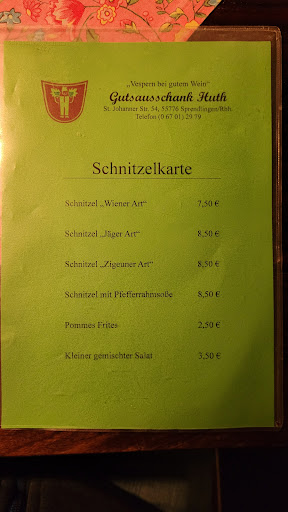 „Vespern bei gutem Wein“
Gutsausschank Huth
St. Johanner Str. 54, 55576 Sprendlingen/Rhh.
Telefon (0 67 01) 29 79
Schnitzelkarte
Schnitzel „Wiener Art“ 7,50 €
Schnitzel „Jäger Art“ 8,50 €
Schnitzel „Zigeuner Art“ 8,50 €
Schnitzel mit Pfefferrahmsoße 8,50 €
Pommes Frites 2,50 €
Kleiner gemischter Salat 3,50 €